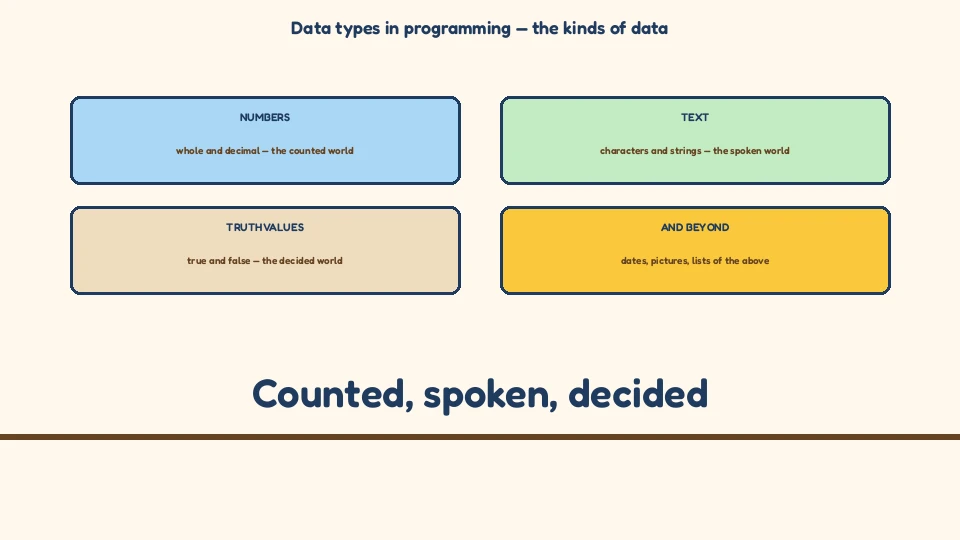 Data types in programming — the kinds of data
NUMBERS
whole and decimal — the counted world
TEXT
characters and strings — the spoken world
TRUTH VALUES
true and false — the decided world
AND BEYOND
dates, pictures, lists of the above
Counted, spoken, decided